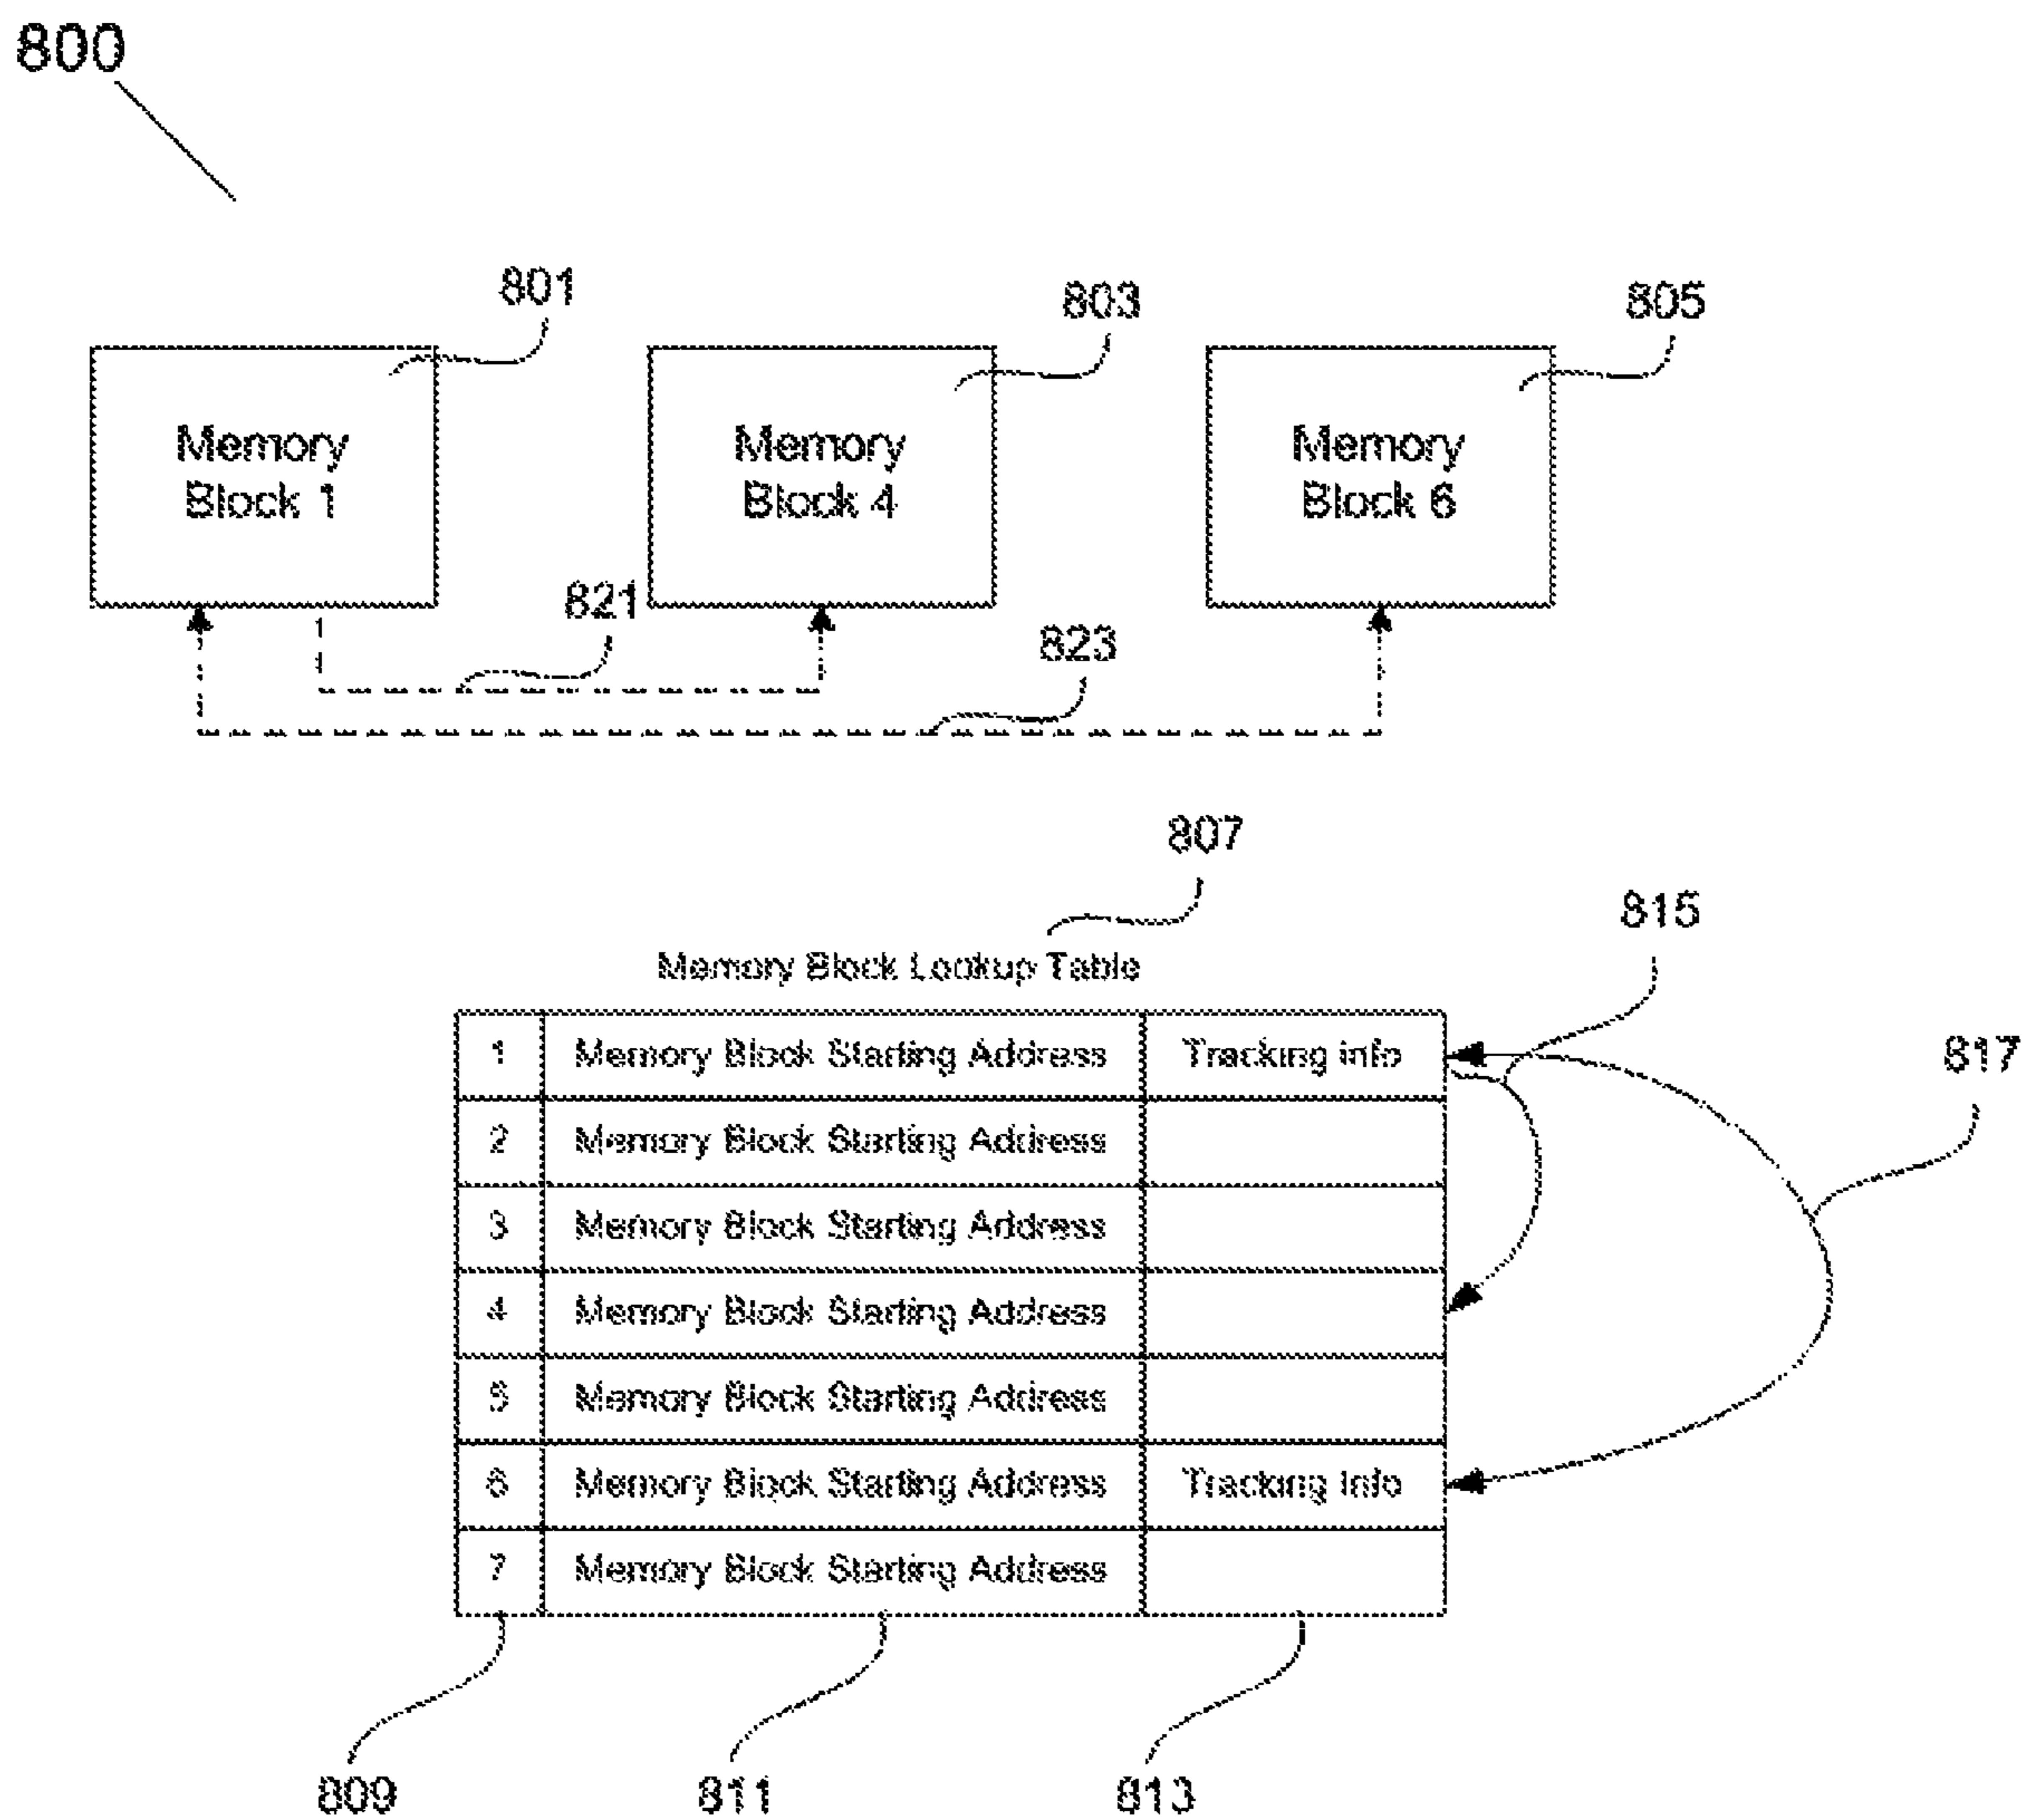 800
801
803
805
Memory
Block 1
Memory
Block 4
Memory
Block 6
821
823
807
815
Memory Block Lookup Table
817
1 Memory Block Starting Address Tracking info
2 Memory Block Starting Address
3 Memory Block Starting Address
4 Memory Block Starting Address
5 Memory Block Starting Address
6 Memory Block Starting Address Tracking Info
7 Memory Block Starting Address
809
811
813